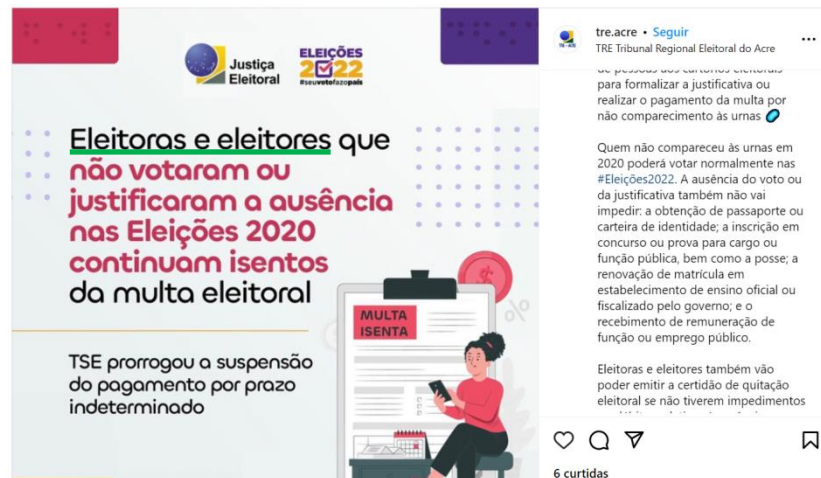 Justiça
Eleitoral
ELEIÇÕES
2022
#seuvotofazopaís
Eleitoras e eleitores que
não votaram ou
justificaram a ausência
nas Eleições 2020
continuam isentos
da multa eleitoral
TSE prorrogou a suspensão
do pagamento por prazo
indeterminado
MULTA
ISENTA
tre.acre • Seguir
TRE Tribunal Regional Eleitoral do Acre
de pessoas aos cartórios eleitorais
para formalizar a justificativa ou
realizar o pagamento da multa por
não comparecimento às urnas
Quem não compareceu às urnas em
2020 poderá votar normalmente nas
#Eleições2022. A ausência do voto ou
da justificativa também não vai
impedir: a obtenção de passaporte ou
carteira de identidade; a inscrição em
concurso ou prova para cargo ou
função pública, bem como a posse; a
renovação de matrícula em
estabelecimento de ensino oficial ou
fiscalizado pelo governo; e o
recebimento de remuneração de
função ou emprego público.
Eleitoras e eleitores também vão
poder emitir a certidão de quitação
eleitoral se não tiverem impedimentos
6 curtidas